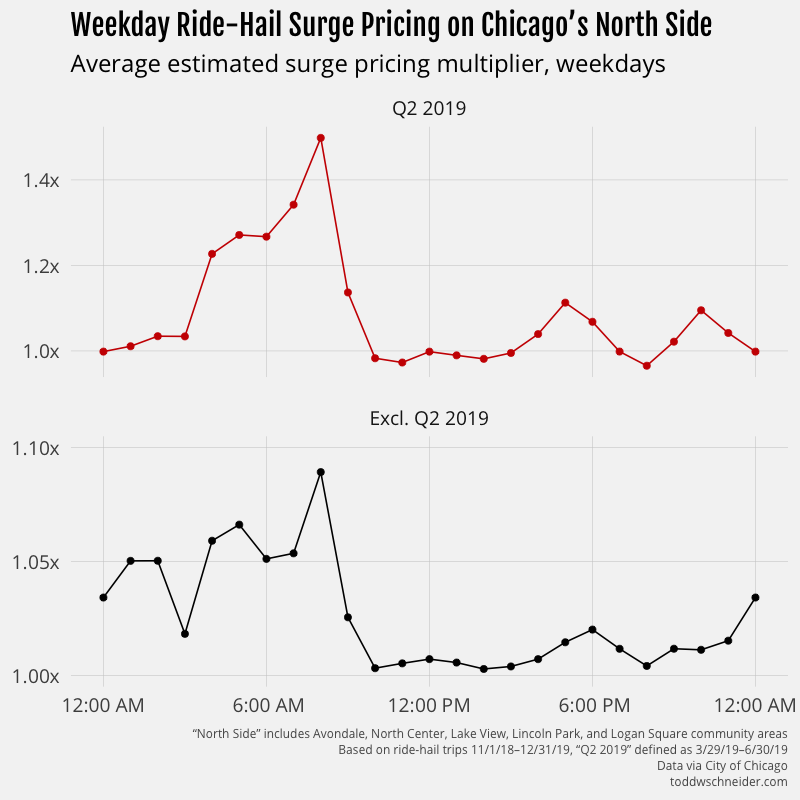 Weekday Ride-Hail Surge Pricing on Chicago’s North Side
Average estimated surge pricing multiplier, weekdays
Q2 2019
1.4x
1.2x
1.0x
Excl. Q2 2019
1.10x
1.05x
1.00x
12:00 AM 6:00 AM 12:00 PM 6:00 PM 12:00 AM
“North Side” includes Avondale, North Center, Lake View, Lincoln Park, and Logan Square community areas
Based on ride-hail trips 11/1/18–12/31/19, “Q2 2019” defined as 3/29/19–6/30/19
Data via City of Chicago
toddwschneider.com